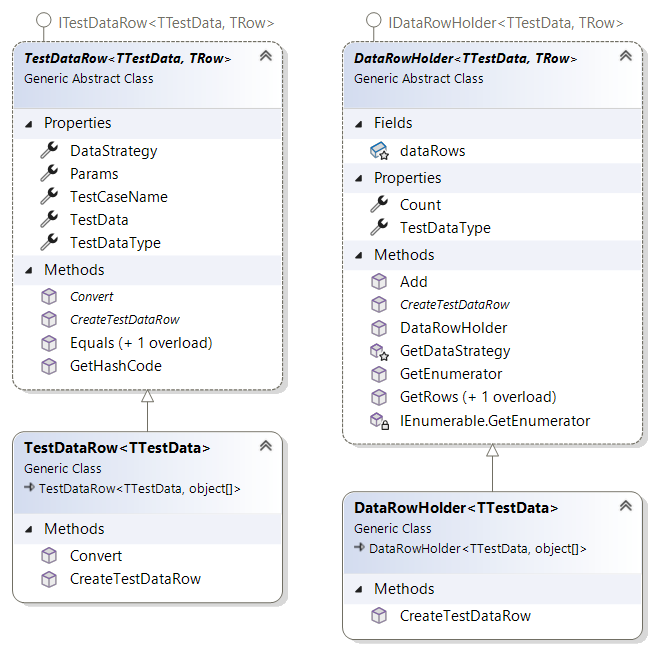 ITestDataRow<TTestData, TRow>
TestDataRow<TTestData, TRow>
Generic Abstract Class
Properties
DataStrategy
Params
TestCaseName
TestData
TestDataType
Methods
Convert
CreateTestDataRow
Equals (+ 1 overload)
GetHashCode
TestDataRow<TTestData>
Generic Class
TestDataRow<TTestData, object[]>
Methods
Convert
CreateTestDataRow
IDataRowHolder<TTestData, TRow>
DataRowHolder<TTestData, TRow>
Generic Abstract Class
Fields
dataRows
Properties
Count
TestDataType
Methods
Add
CreateTestDataRow
DataRowHolder
GetDataStrategy
GetEnumerator
GetRows (+ 1 overload)
IEnumerable.GetEnumerator
DataRowHolder<TTestData>
Generic Class
DataRowHolder<TTestData, object[]>
Methods
CreateTestDataRow